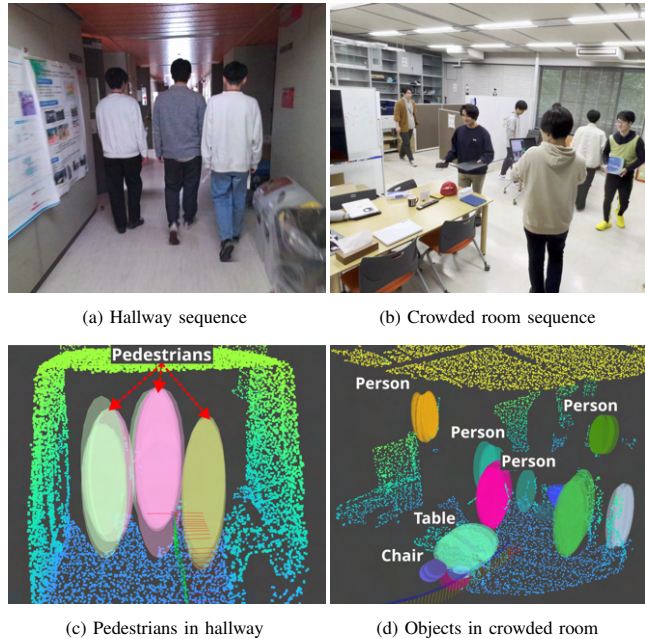 (a) Hallway sequence
(b) Crowded room sequence
Pedestrians
Person
Person
Person
Person
Table
Chair
(c) Pedestrians in hallway
(d) Objects in crowded room